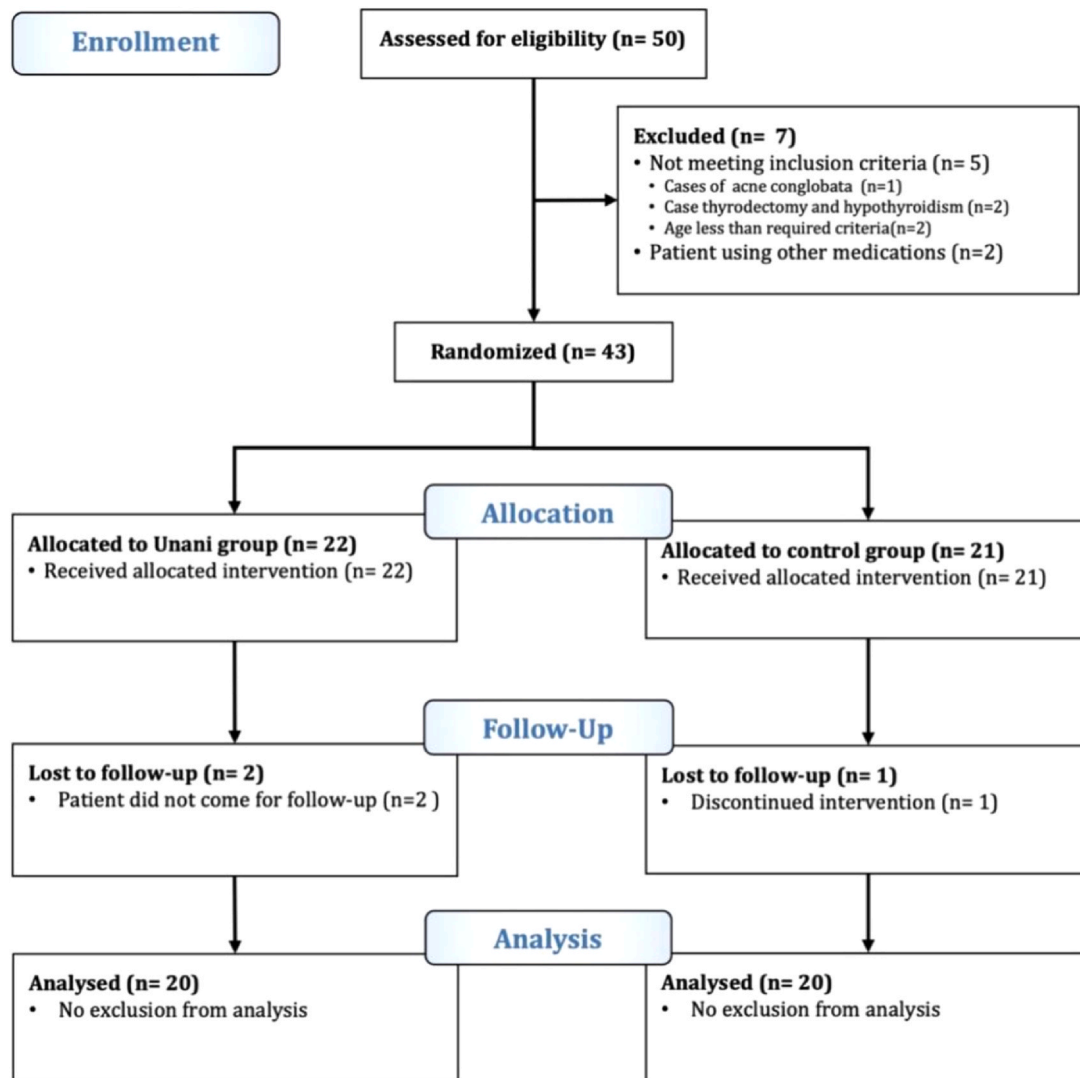 Enrollment
Assessed for eligibility (n= 50)
Excluded (n=  7)
• Not meeting inclusion criteria (n= 5)
• Cases of acne conglobata  (n=1)
• Case thyrodectomy and hypothyroidism (n=2)
• Age less than required criteria(n=2)
• Patient using other medications (n=2)
Randomized (n= 43)
Allocation
Allocated to Unani group (n= 22)
• Received allocated intervention (n= 22)
Allocated to control group (n= 21)
• Received allocated intervention (n= 21)
Follow-Up
Lost to follow-up (n= 2)
• Patient did not come for follow-up (n=2 )
Lost to follow-up (n= 1)
• Discontinued intervention (n= 1)
Analysis
Analysed (n= 20)
• No exclusion from analysis
Analysed (n= 20)
• No exclusion from analysis